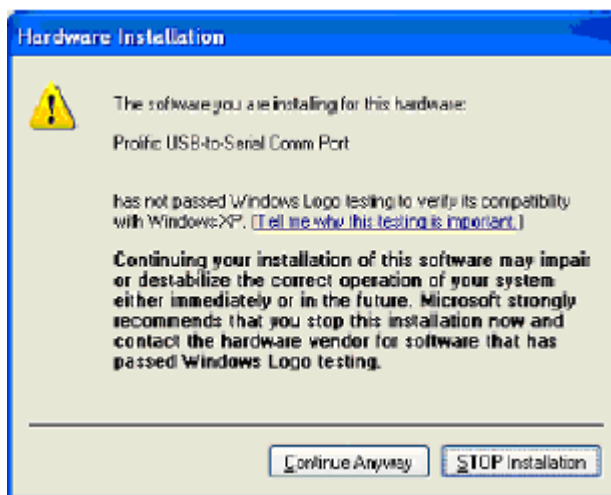 Hardware Installation
The software you are installing for this hardware:
Prolific USB-to-Serial Comm Port
has not passed Windows Logo testing to verify its compatibility
with Windows XP. (Tell me why this testing is important.)
Continuing your installation of this software may impair
or destabilize the correct operation of your system
either immediately or in the future. Microsoft strongly
recommends that you stop this installation now and
contact the hardware vendor for software that has
passed Windows Logo testing.
Continue Anyway
STOP Installation